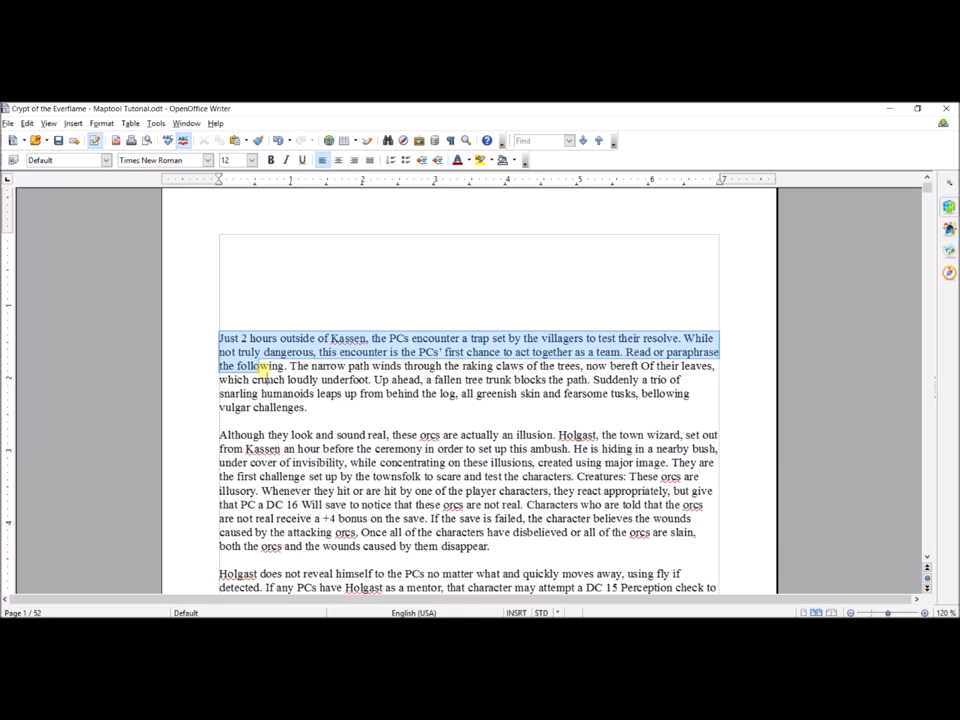 Crypt of the Everflame - Maptool Tutorial.odt - OpenOffice Writer
File Edit View Insert Format Table Tools Window Help
Find
Default Times New Roman 12 B I U
1 2 3 4 5 6 7
Just 2 hours outside of Kassen, the PCs encounter a trap set by the villagers to test their resolve. While
not truly dangerous, this encounter is the PCs' first chance to act together as a team. Read or paraphrase
the following. The narrow path winds through the raking claws of the trees, now bereft Of their leaves,
which crunch loudly underfoot. Up ahead, a fallen tree trunk blocks the path. Suddenly a trio of
snarling humanoids leaps up from behind the log, all greenish skin and fearsome tusks, bellowing
vulgar challenges.
Although they look and sound real, these orcs are actually an illusion. Holgast, the town wizard, set out
from Kassen an hour before the ceremony in order to set up this ambush. He is hiding in a nearby bush,
under cover of invisibility, while concentrating on these illusions, created using major image. They are
the first challenge set up by the townsfolk to scare and test the characters. Creatures: These orcs are
illusory. Whenever they hit or are hit by one of the player characters, they react appropriately, but give
that PC a DC 16 Will save to notice that these orcs are not real. Characters who are told that the orcs
are not real receive a +4 bonus on the save. If the save is failed, the character believes the wounds
caused by the attacking orcs. Once all of the characters have disbelieved or all of the orcs are slain,
both the orcs and the wounds caused by them disappear.
Holgast does not reveal himself to the PCs no matter what and quickly moves away, using fly if
detected. If any PCs have Holgast as a mentor, that character may attempt a DC 15 Perception check to
Page 1 / 52 Default English (USA) INSRT STD * 120 %